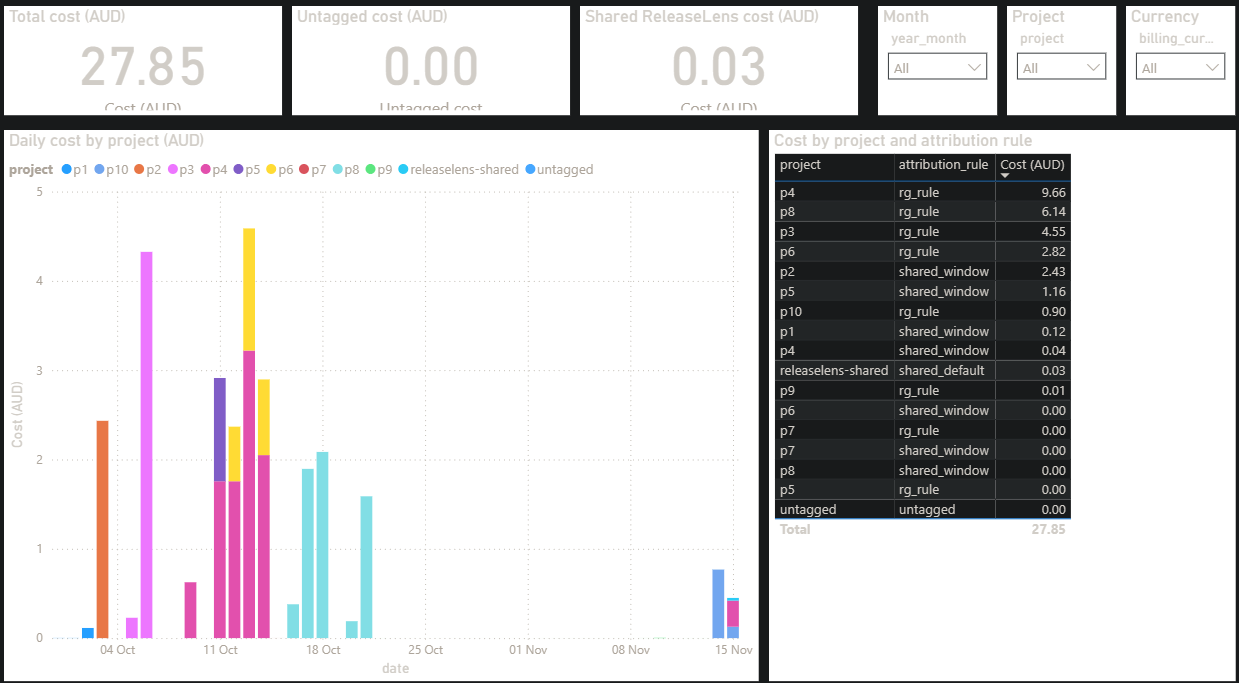 Total cost (AUD)
27.85
Cost (AUD)
Untagged cost (AUD)
0.00
Untagged cost
Shared ReleaseLens cost (AUD)
0.03
Cost (AUD)
Month
year_month
All
Project
project
All
Currency
billing_cur...
All
Daily cost by project (AUD)
project p1 p10 p2 p3 p4 p5 p6 p7 p8 p9 releaselens-shared untagged
Cost (AUD)
5
4
3
2
1
0
04 Oct 11 Oct 18 Oct 25 Oct 01 Nov 08 Nov 15 Nov
date
Cost by project and attribution rule
project attribution_rule Cost (AUD)
p4 rg_rule 9.66
p8 rg_rule 6.14
p3 rg_rule 4.55
p6 rg_rule 2.82
p2 shared_window 2.43
p5 shared_window 1.16
p10 rg_rule 0.90
p1 shared_window 0.12
p4 shared_window 0.04
releaselens-shared shared_default 0.03
p9 rg_rule 0.01
p6 shared_window 0.00
p7 rg_rule 0.00
p7 shared_window 0.00
p8 shared_window 0.00
p5 rg_rule 0.00
untagged untagged 0.00
Total 27.85